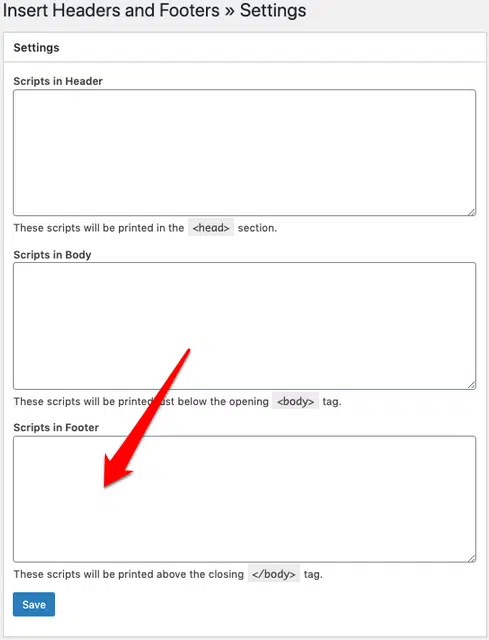 Insert Headers and Footers » Settings
Settings
Scripts in Header
These scripts will be printed in the <head> section.
Scripts in Body
These scripts will be printed just below the opening <body> tag.
Scripts in Footer
These scripts will be printed above the closing </body> tag.
Save